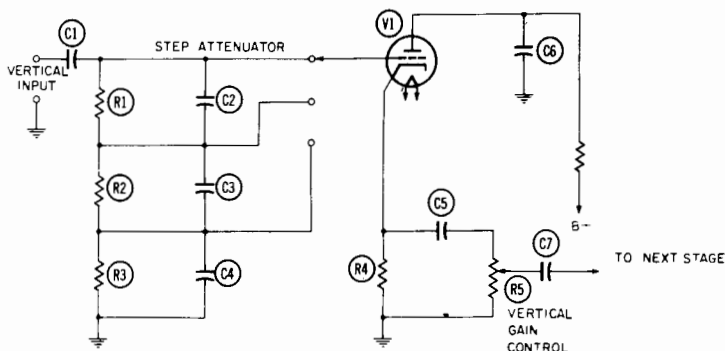 C1
VERTICAL
INPUT
STEP ATTENUATOR
V1
C6
R1
C2
R2
C3
R3
C4
B-
C5
R4
R5
C7
TO NEXT STAGE
VERTICAL
GAIN
CONTROL